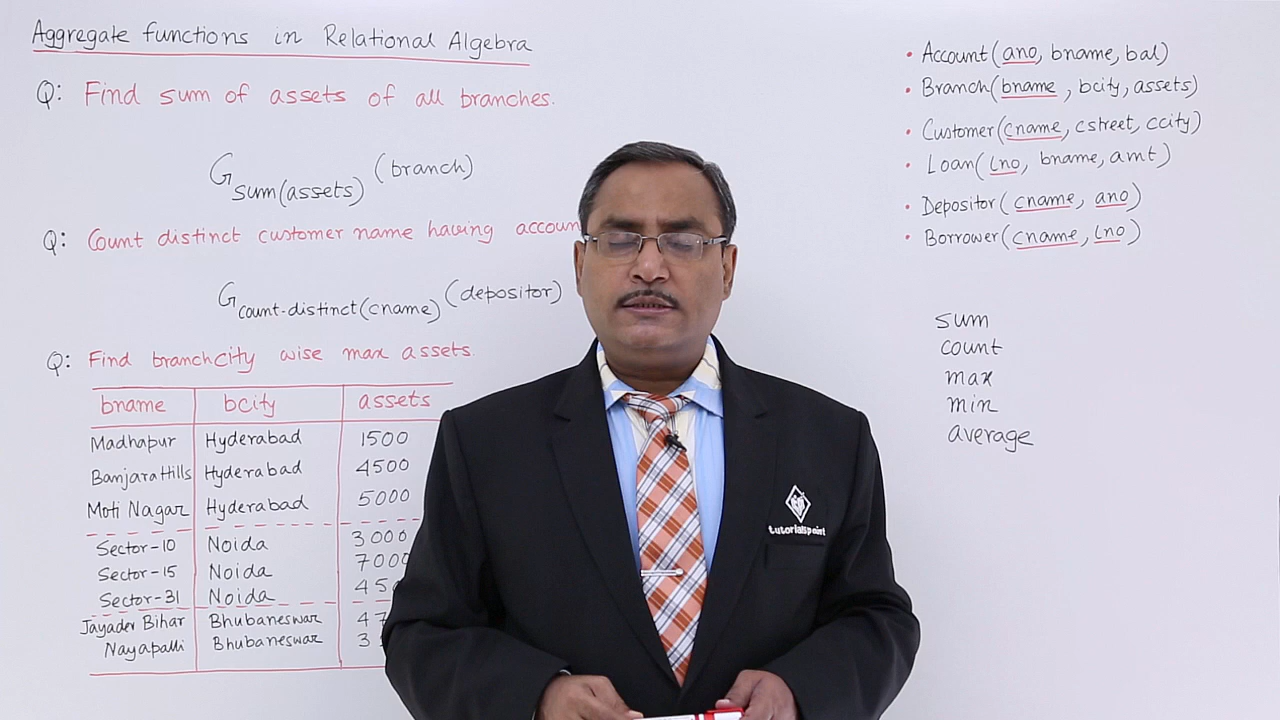 Aggregate functions in Relational Algebra
Q: Find sum of assets of all branches.
G sum(assets) (branch)
Q: Count distinct customer name having
G count-distinct(cname) (depositor)
Q: Find branchcity wise max assets.
bname bcity assets
Madhapur Hyderabad 1500
Banjara Hills Hyderabad 4500
Moti Nagar Hyderabad 5000
Sector-10 Noida 3000
Sector-15 Noida 7000
Sector-31 Noida
Jayadev Bihar Bhubaneswar
Nayapalli Bhubaneswar
• Account(ano, bname, bal)
• Branch(bname, bcity, assets)
• Customer(cname, cstreet, ccity)
• Loan(lno, bname, amt)
• Depositor(cname, ano)
• Borrower(cname, lno)
sum
count
max
min
average
tutorialspoint